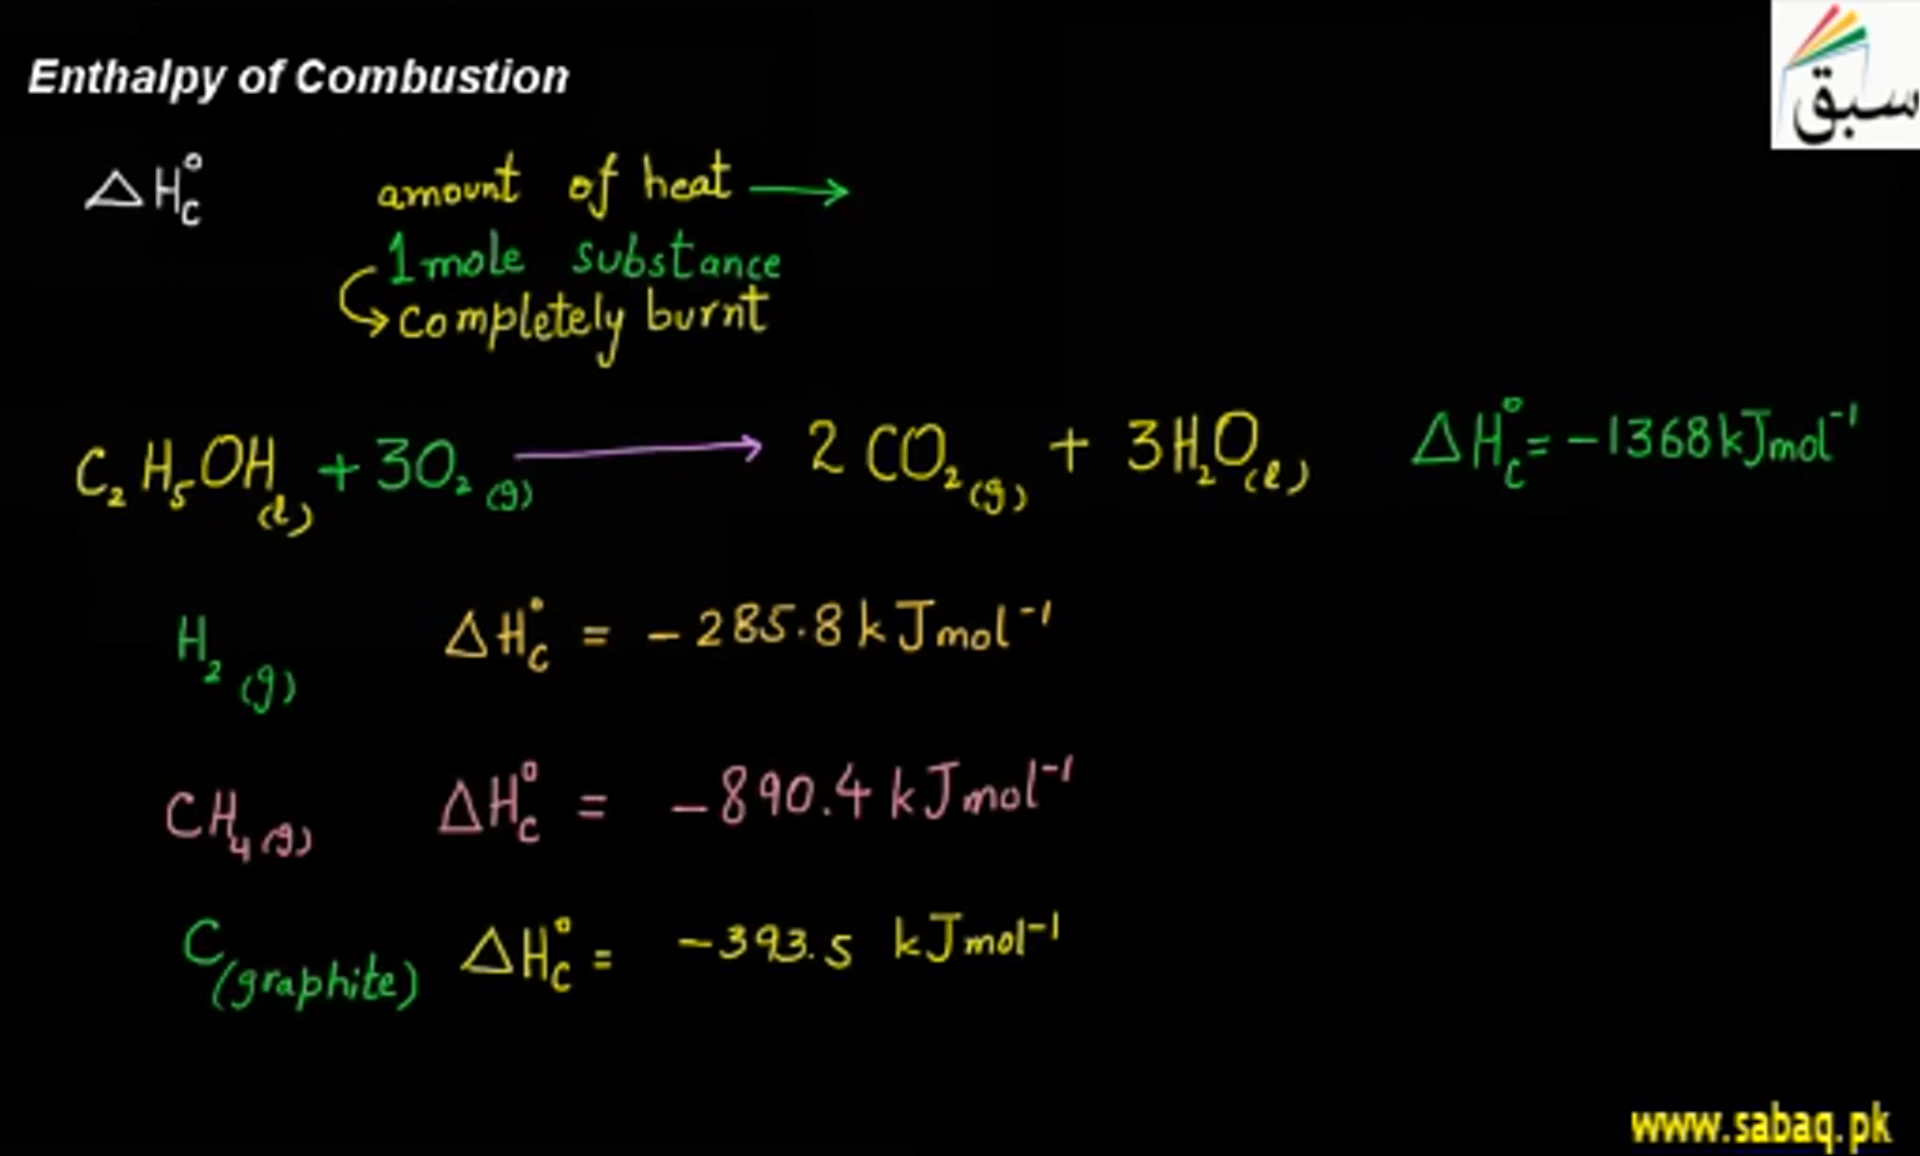 Enthalpy of Combustion
سبق
ΔH°c amount of heat →
1 mole substance
completely burnt
C₂H₅OH(l) + 3O₂(g) → 2CO₂(g) + 3H₂O(l) ΔH°c = -1368 kJmol⁻¹
H₂(g) ΔH°c = -285.8 kJmol⁻¹
CH₄(g) ΔH°c = -890.4 kJmol⁻¹
C(graphite) ΔH°c = -393.5 kJmol⁻¹
www.sabaq.pk